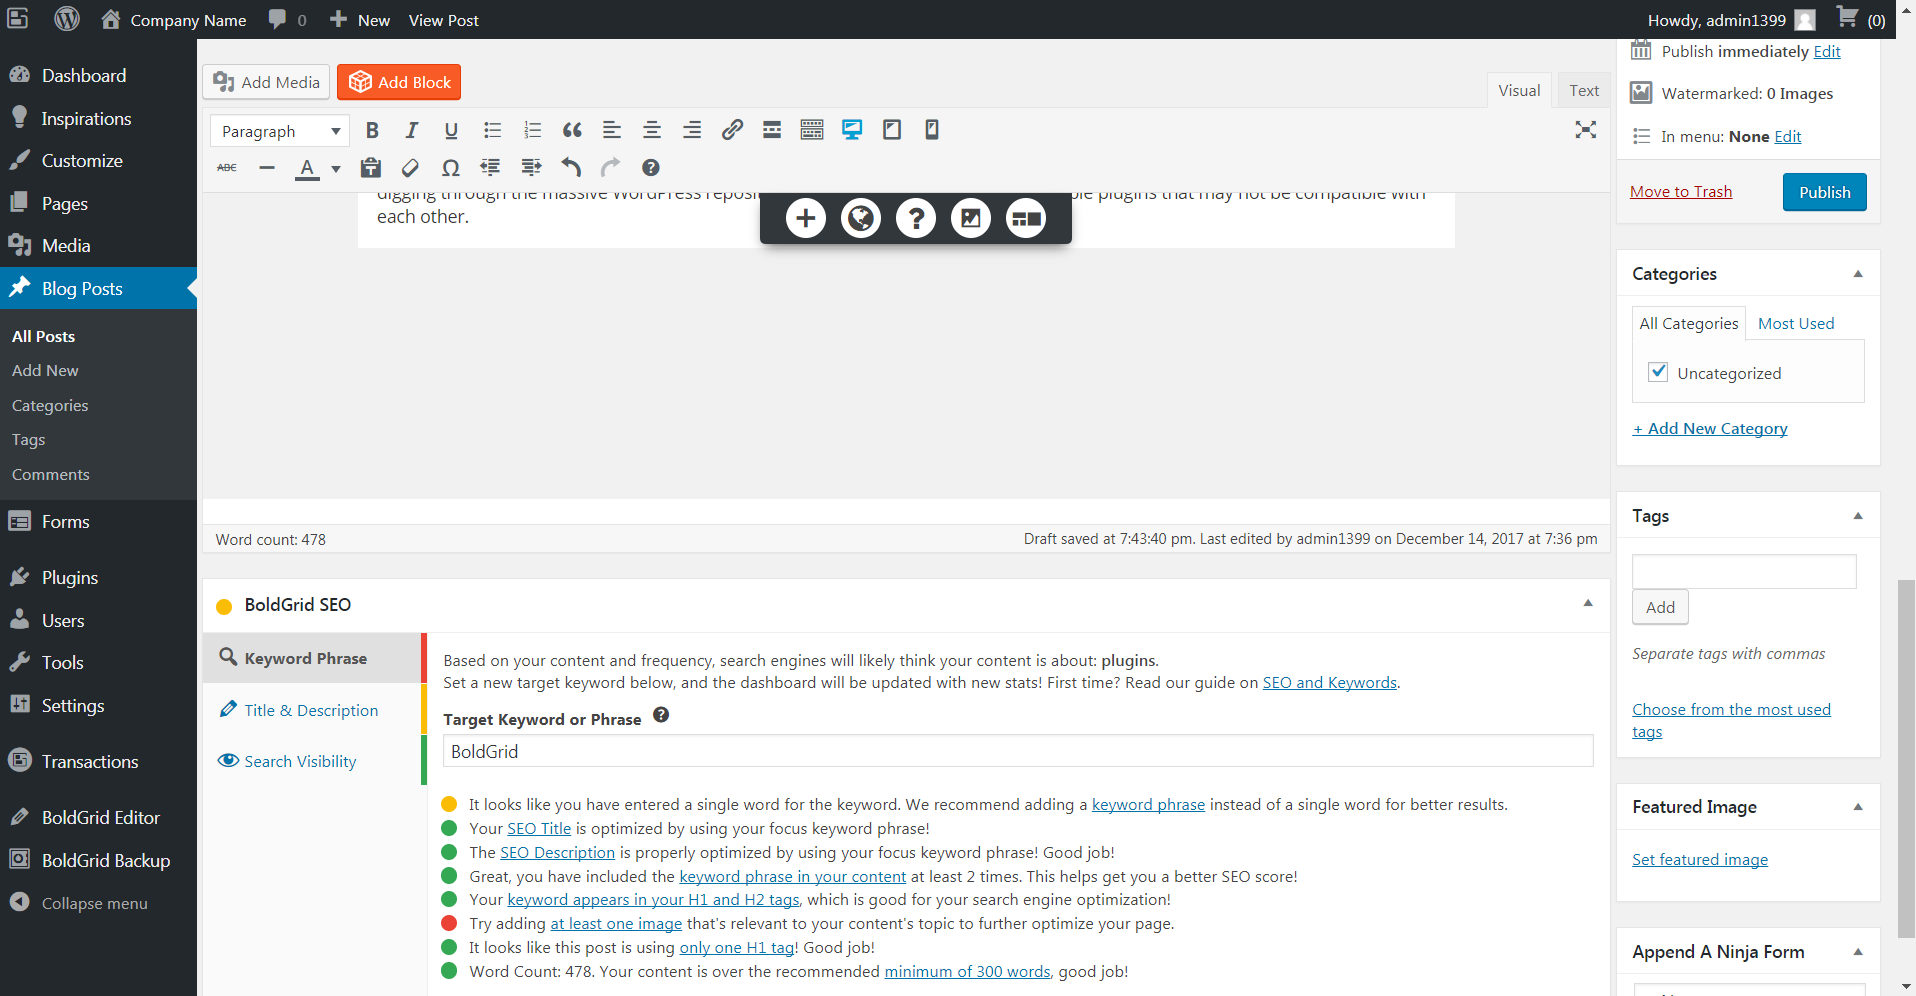 Company Name
0
New
View Post
Howdy, admin1399
(0)
Dashboard
Inspirations
Customize
Pages
Media
Blog Posts
All Posts
Add New
Categories
Tags
Comments
Forms
Plugins
Users
Tools
Settings
Transactions
BoldGrid Editor
BoldGrid Backup
Collapse menu
Add Media
Add Block
Visual
Text
Paragraph
B I U
ABC A Ω
digging through the massive WordPress
plugins that may not be compatible with
each other.
Word count: 478
Draft saved at 7:43:40 pm. Last edited by admin1399 on December 14, 2017 at 7:36 pm
BoldGrid SEO
Keyword Phrase
Title & Description
Search Visibility
Based on your content and frequency, search engines will likely think your content is about: plugins.
Set a new target keyword below, and the dashboard will be updated with new stats! First time? Read our guide on SEO and Keywords.
Target Keyword or Phrase
BoldGrid
It looks like you have entered a single word for the keyword. We recommend adding a keyword phrase instead of a single word for better results.
Your SEO Title is optimized by using your focus keyword phrase!
The SEO Description is properly optimized by using your focus keyword phrase! Good job!
Great, you have included the keyword phrase in your content at least 2 times. This helps get you a better SEO score!
Your keyword appears in your H1 and H2 tags, which is good for your search engine optimization!
Try adding at least one image that's relevant to your content's topic to further optimize your page.
It looks like this post is using only one H1 tag! Good job!
Word Count: 478. Your content is over the recommended minimum of 300 words, good job!
Publish immediately Edit
Watermarked: 0 Images
In menu: None Edit
Move to Trash
Publish
Categories
All Categories
Most Used
Uncategorized
+ Add New Category
Tags
Add
Separate tags with commas
Choose from the most used
tags
Featured Image
Set featured image
Append A Ninja Form